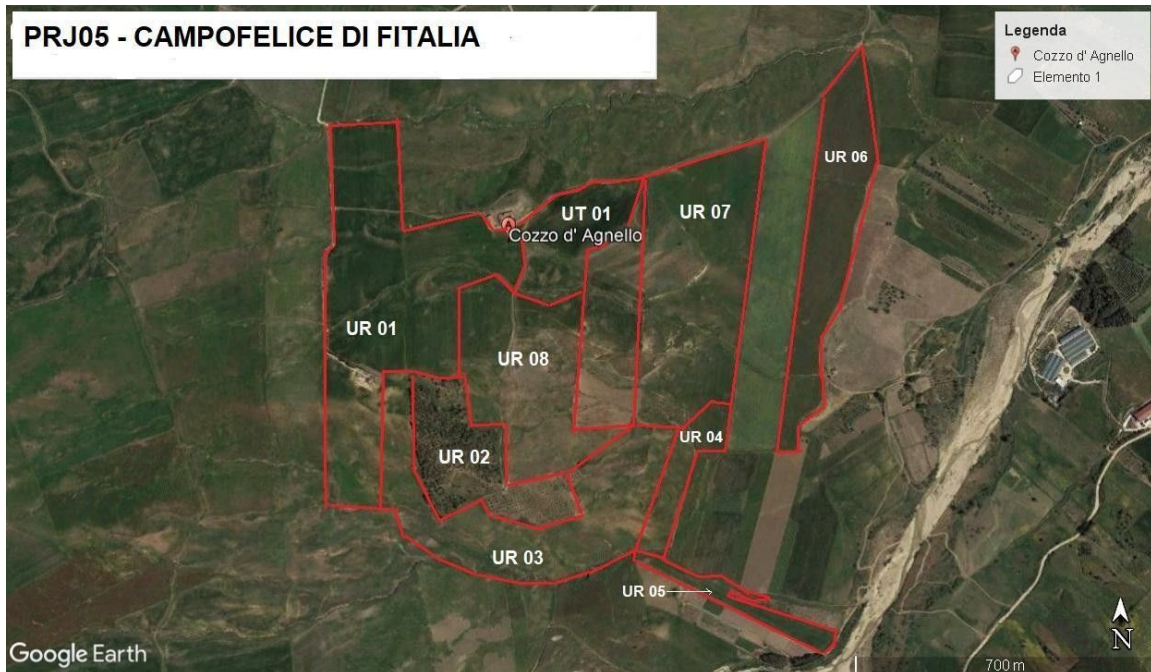 PRJ05 - CAMPOFELICE DI FITALIA
Legenda
Cozzo d' Agnello
Elemento 1
UR 06
UT 01
UR 07
A
Cozzo d' Agnello
UR 01
UR 08
UR 04
UR 02
UR 03
UR 05
N
Google Earth
700 m